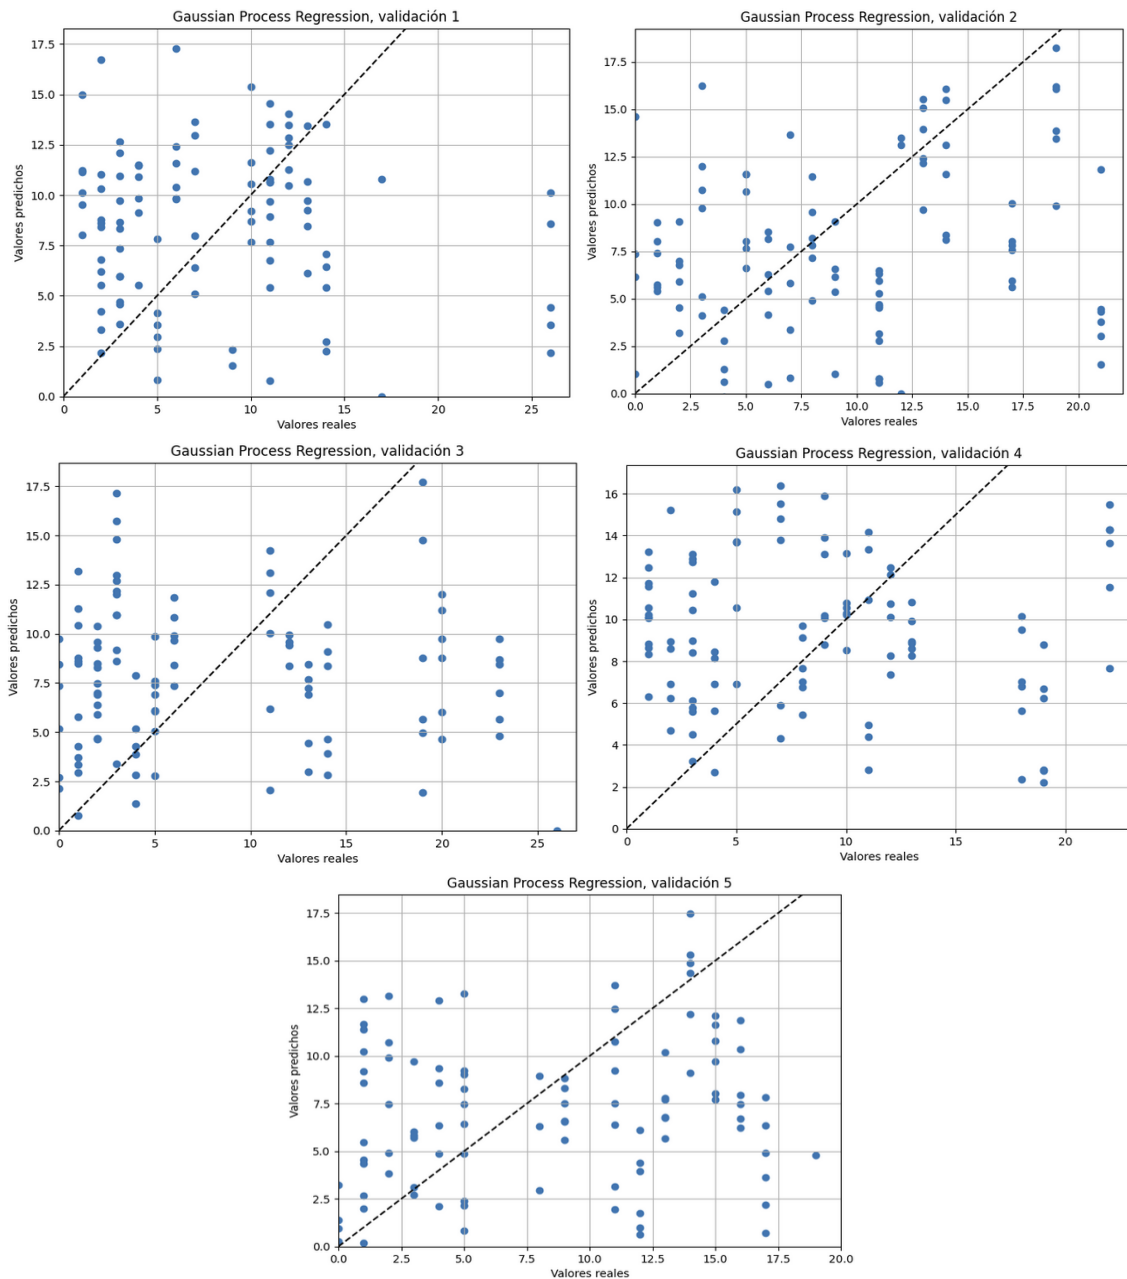 Gaussian Process Regression, validación 1
17.5
15.0
12.5
10.0
7.5
5.0
2.5
0.0
Valores predichos
0 5 10 15 20 25
Valores reales
Gaussian Process Regression, validación 2
17.5
15.0
12.5
10.0
7.5
5.0
2.5
0.0
Valores predichos
0.0 2.5 5.0 7.5 10.0 12.5 15.0 17.5 20.0
Valores reales
Gaussian Process Regression, validación 3
17.5
15.0
12.5
10.0
7.5
5.0
2.5
0.0
Valores predichos
0 5 10 15 20 25
Valores reales
Gaussian Process Regression, validación 4
16
14
12
10
8
6
4
2
0
Valores predichos
0 5 10 15 20
Valores reales
Gaussian Process Regression, validación 5
17.5
15.0
12.5
10.0
7.5
5.0
2.5
0.0
Valores predichos
0.0 2.5 5.0 7.5 10.0 12.5 15.0 17.5 20.0
Valores reales